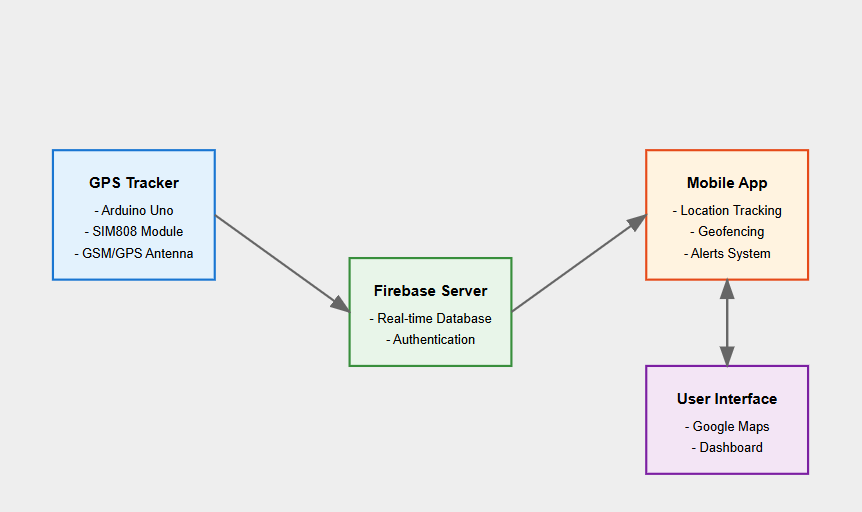 GPS Tracker
- Arduino Uno
- SIM808 Module
- GSM/GPS Antenna
Firebase Server
- Real-time Database
- Authentication
Mobile App
- Location Tracking
- Geofencing
- Alerts System
User Interface
- Google Maps
- Dashboard